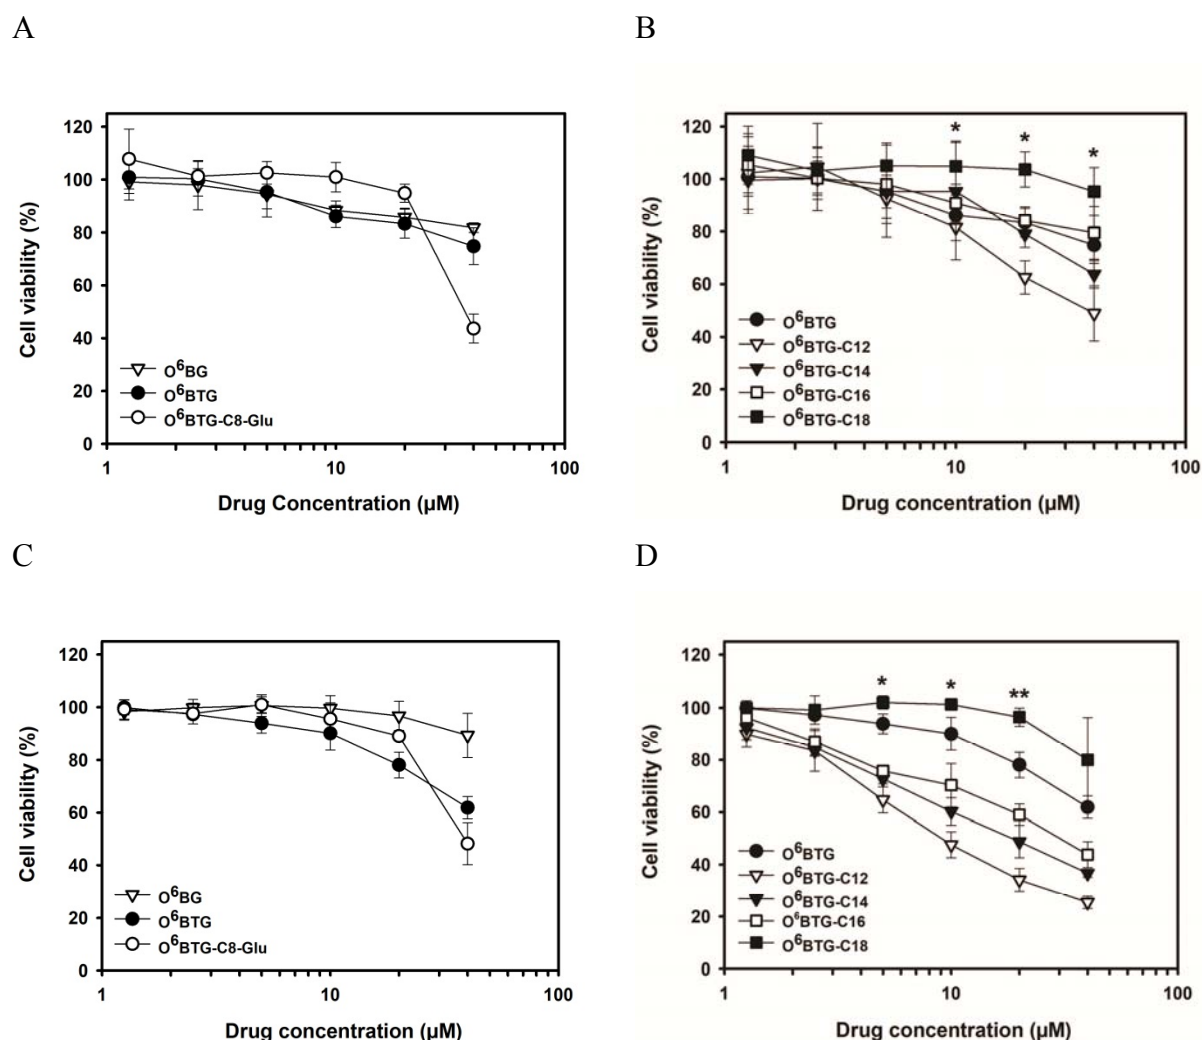 A
120
100
80
60
40
20
0
Cell viability (%)
O⁶BG
O⁶BTG
O⁶BTG-C8-Glu
1 10 100
Drug Concentration (µM)
B
120
100
80
60
40
20
0
Cell viability (%)
* * *
O⁶BTG
O⁶BTG-C12
O⁶BTG-C14
O⁶BTG-C16
O⁶BTG-C18
1 10 100
Drug concentration (µM)
C
120
100
80
60
40
20
0
Cell viability (%)
O⁶BG
O⁶BTG
O⁶BTG-C8-Glu
1 10 100
Drug concentration (µM)
D
120
100
80
60
40
20
0
Cell viability (%)
* * **
O⁶BTG
O⁶BTG-C12
O⁶BTG-C14
O⁶BTG-C16
O⁶BTG-C18
1 10 100
Drug concentration (µM)